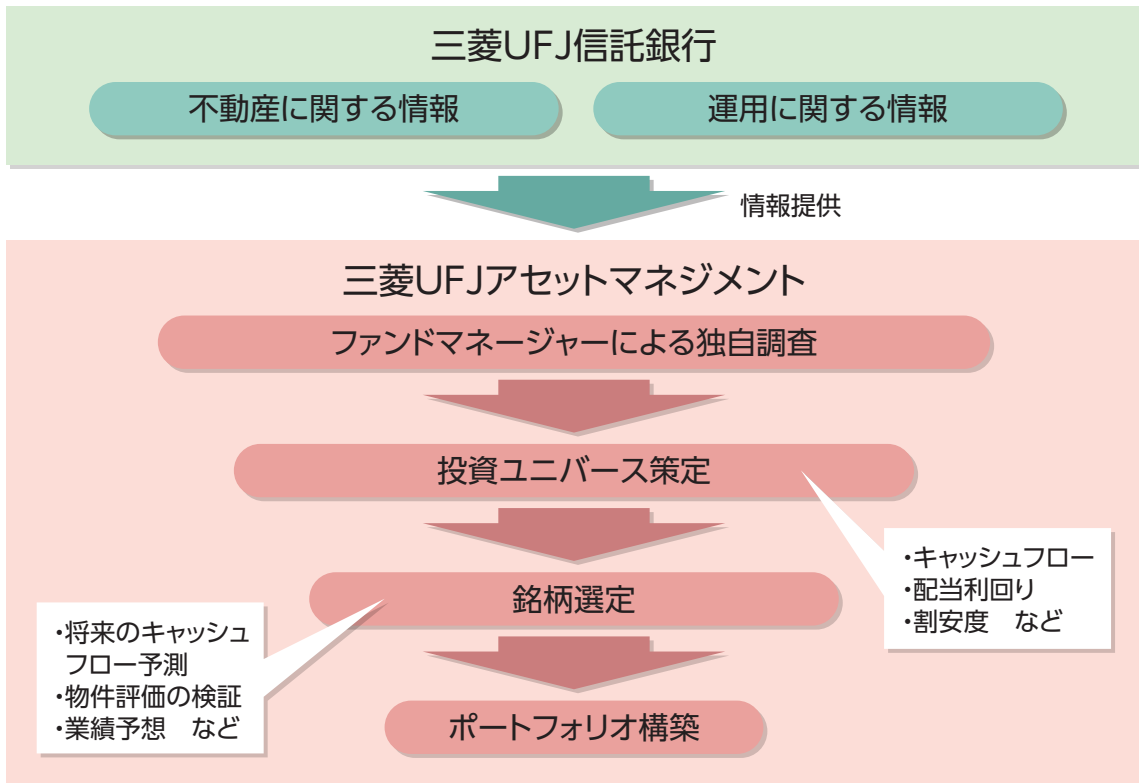 三菱UFJ信託銀行
不動産に関する情報
運用に関する情報
情報提供
三菱UFJアセットマネジメント
ファンドマネージャーによる独自調査
投資ユニバース策定
・キャッシュフロー
・配当利回り
・割安度　など
銘柄選定
・将来のキャッシュ
フロー予測
・物件評価の検証
・業績予想　など
ポートフォリオ構築